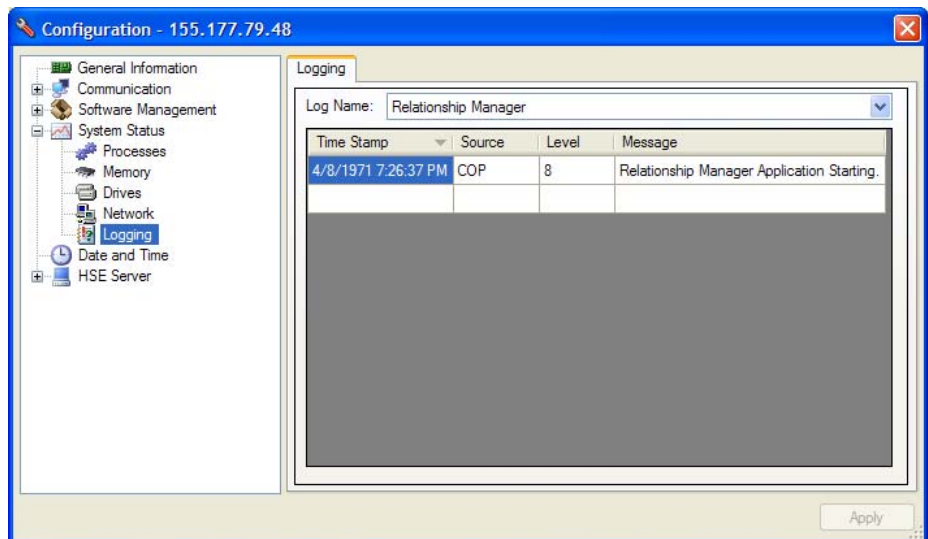 Configuration - 155.177.79.48
General Information
Communication
Software Management
System Status
Processes
Memory
Drives
Network
Logging
Date and Time
HSE Server
Logging
Log Name: Relationship Manager
Time Stamp Source Level Message
4/8/1971 7:26:37 PM COP 8 Relationship Manager Application Starting.
Apply